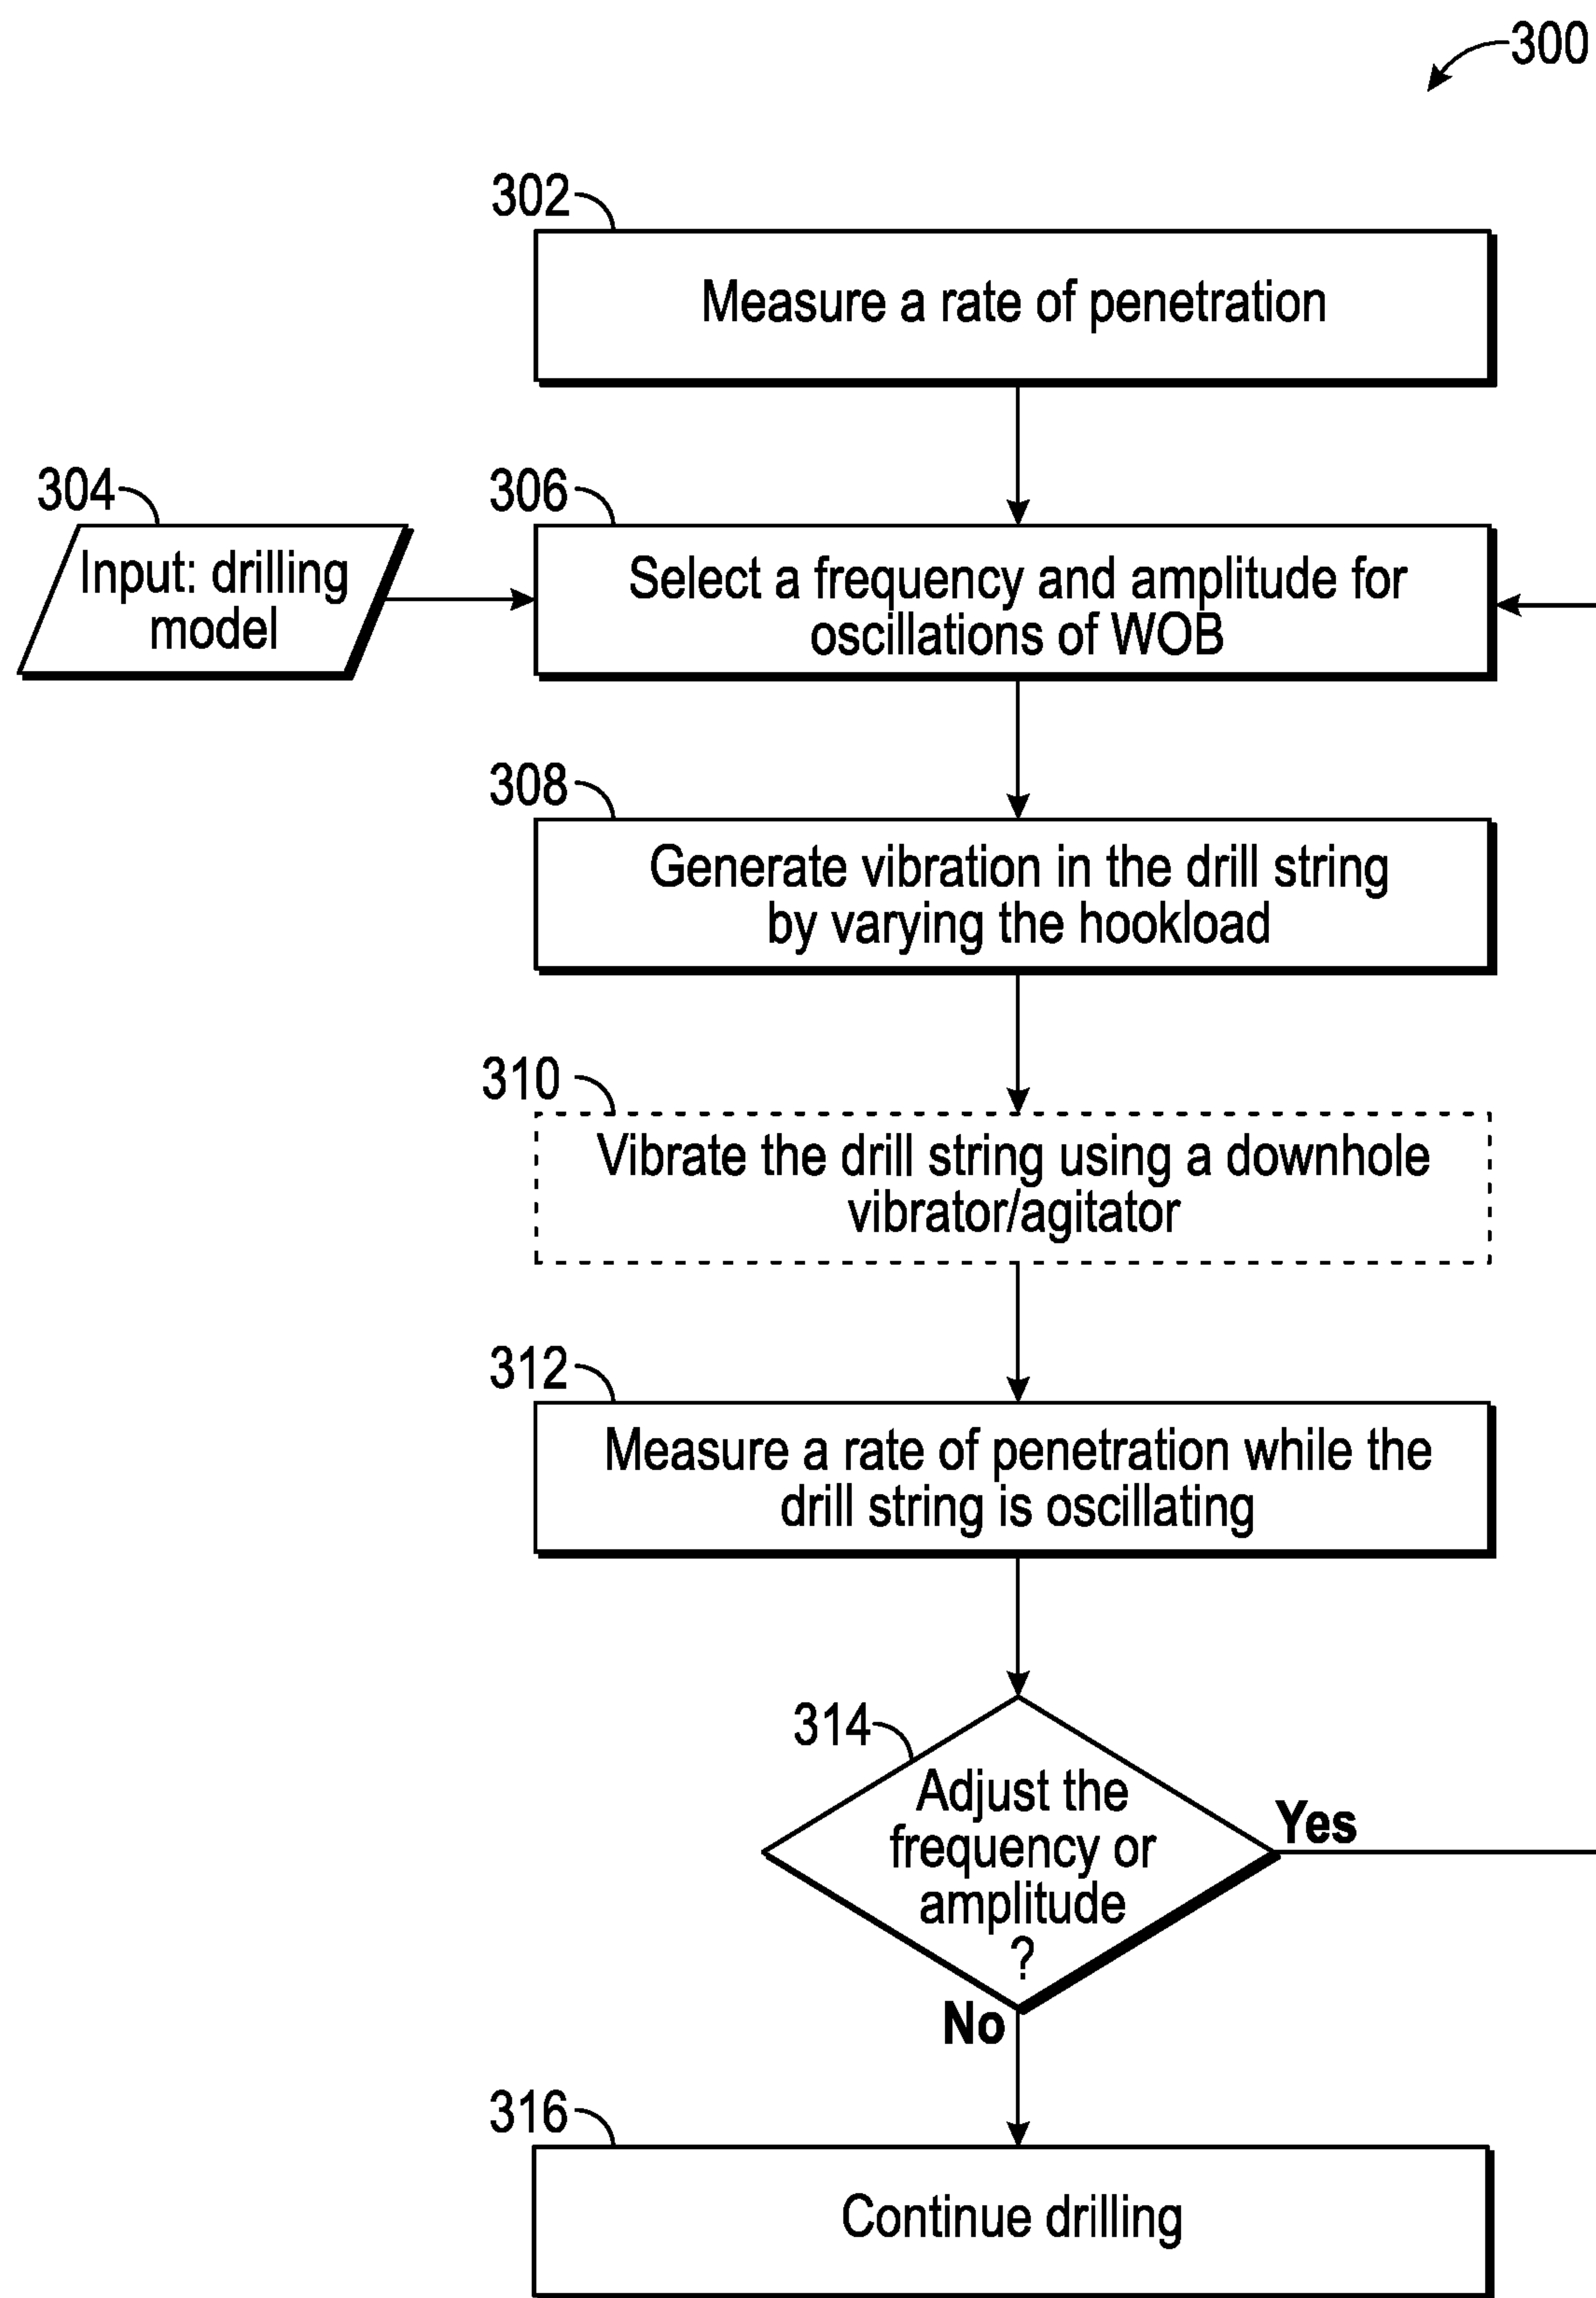 300
302
Measure a rate of penetration
304
Input: drilling
model
306
Select a frequency and amplitude for
oscillations of WOB
308
Generate vibration in the drill string
by varying the hookload
310
Vibrate the drill string using a downhole
vibrator/agitator
312
Measure a rate of penetration while the
drill string is oscillating
314
Adjust the
frequency or
amplitude
?
Yes
No
316
Continue drilling